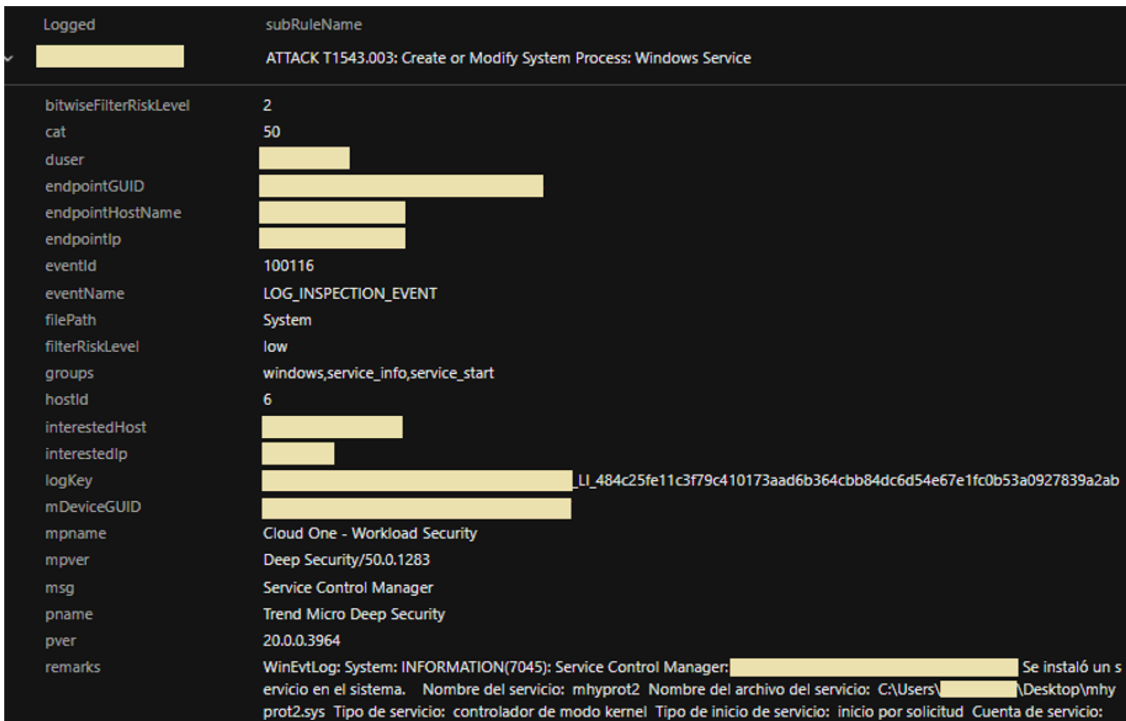 Logged subRuleName
ATTACK T1543.003: Create or Modify System Process: Windows Service
bitwiseFilterRiskLevel 2
cat 50
duser
endpointGUID
endpointHostName
endpointIp
eventId 100116
eventName LOG_INSPECTION_EVENT
filePath System
filterRiskLevel low
groups windows,service_info,service_start
hostId 6
interestedHost
interestedIp
logKey _LI_484c25fe11c3f79c410173aad6b364cbb84dc6d54e67e1fc0b53a0927839a2ab
mDeviceGUID
mpname Cloud One - Workload Security
mpver Deep Security/50.0.1283
msg Service Control Manager
pname Trend Micro Deep Security
pver 20.0.0.3964
remarks WinEvtLog: System: INFORMATION(7045): Service Control Manager: Se instaló un s
ervicio en el sistema. Nombre del servicio: mhyprot2 Nombre del archivo del servicio: C:\Users\ \Desktop\mhy
prot2.sys Tipo de servicio: controlador de modo kernel Tipo de inicio de servicio: inicio por solicitud Cuenta de servicio: